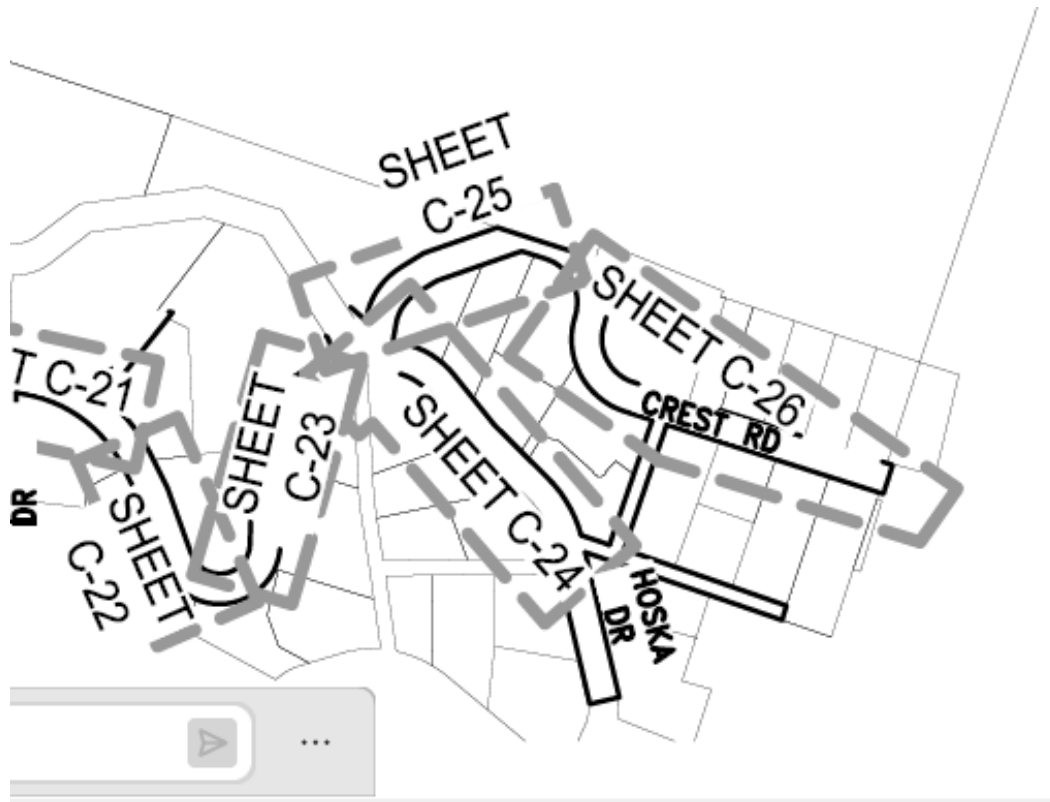 SHEET
C-25
SHEET C-26
T C-21
SHEET
C-23
CREST RD
SHEET C-24
DR
SHEET
C-22
HOSKA
DR